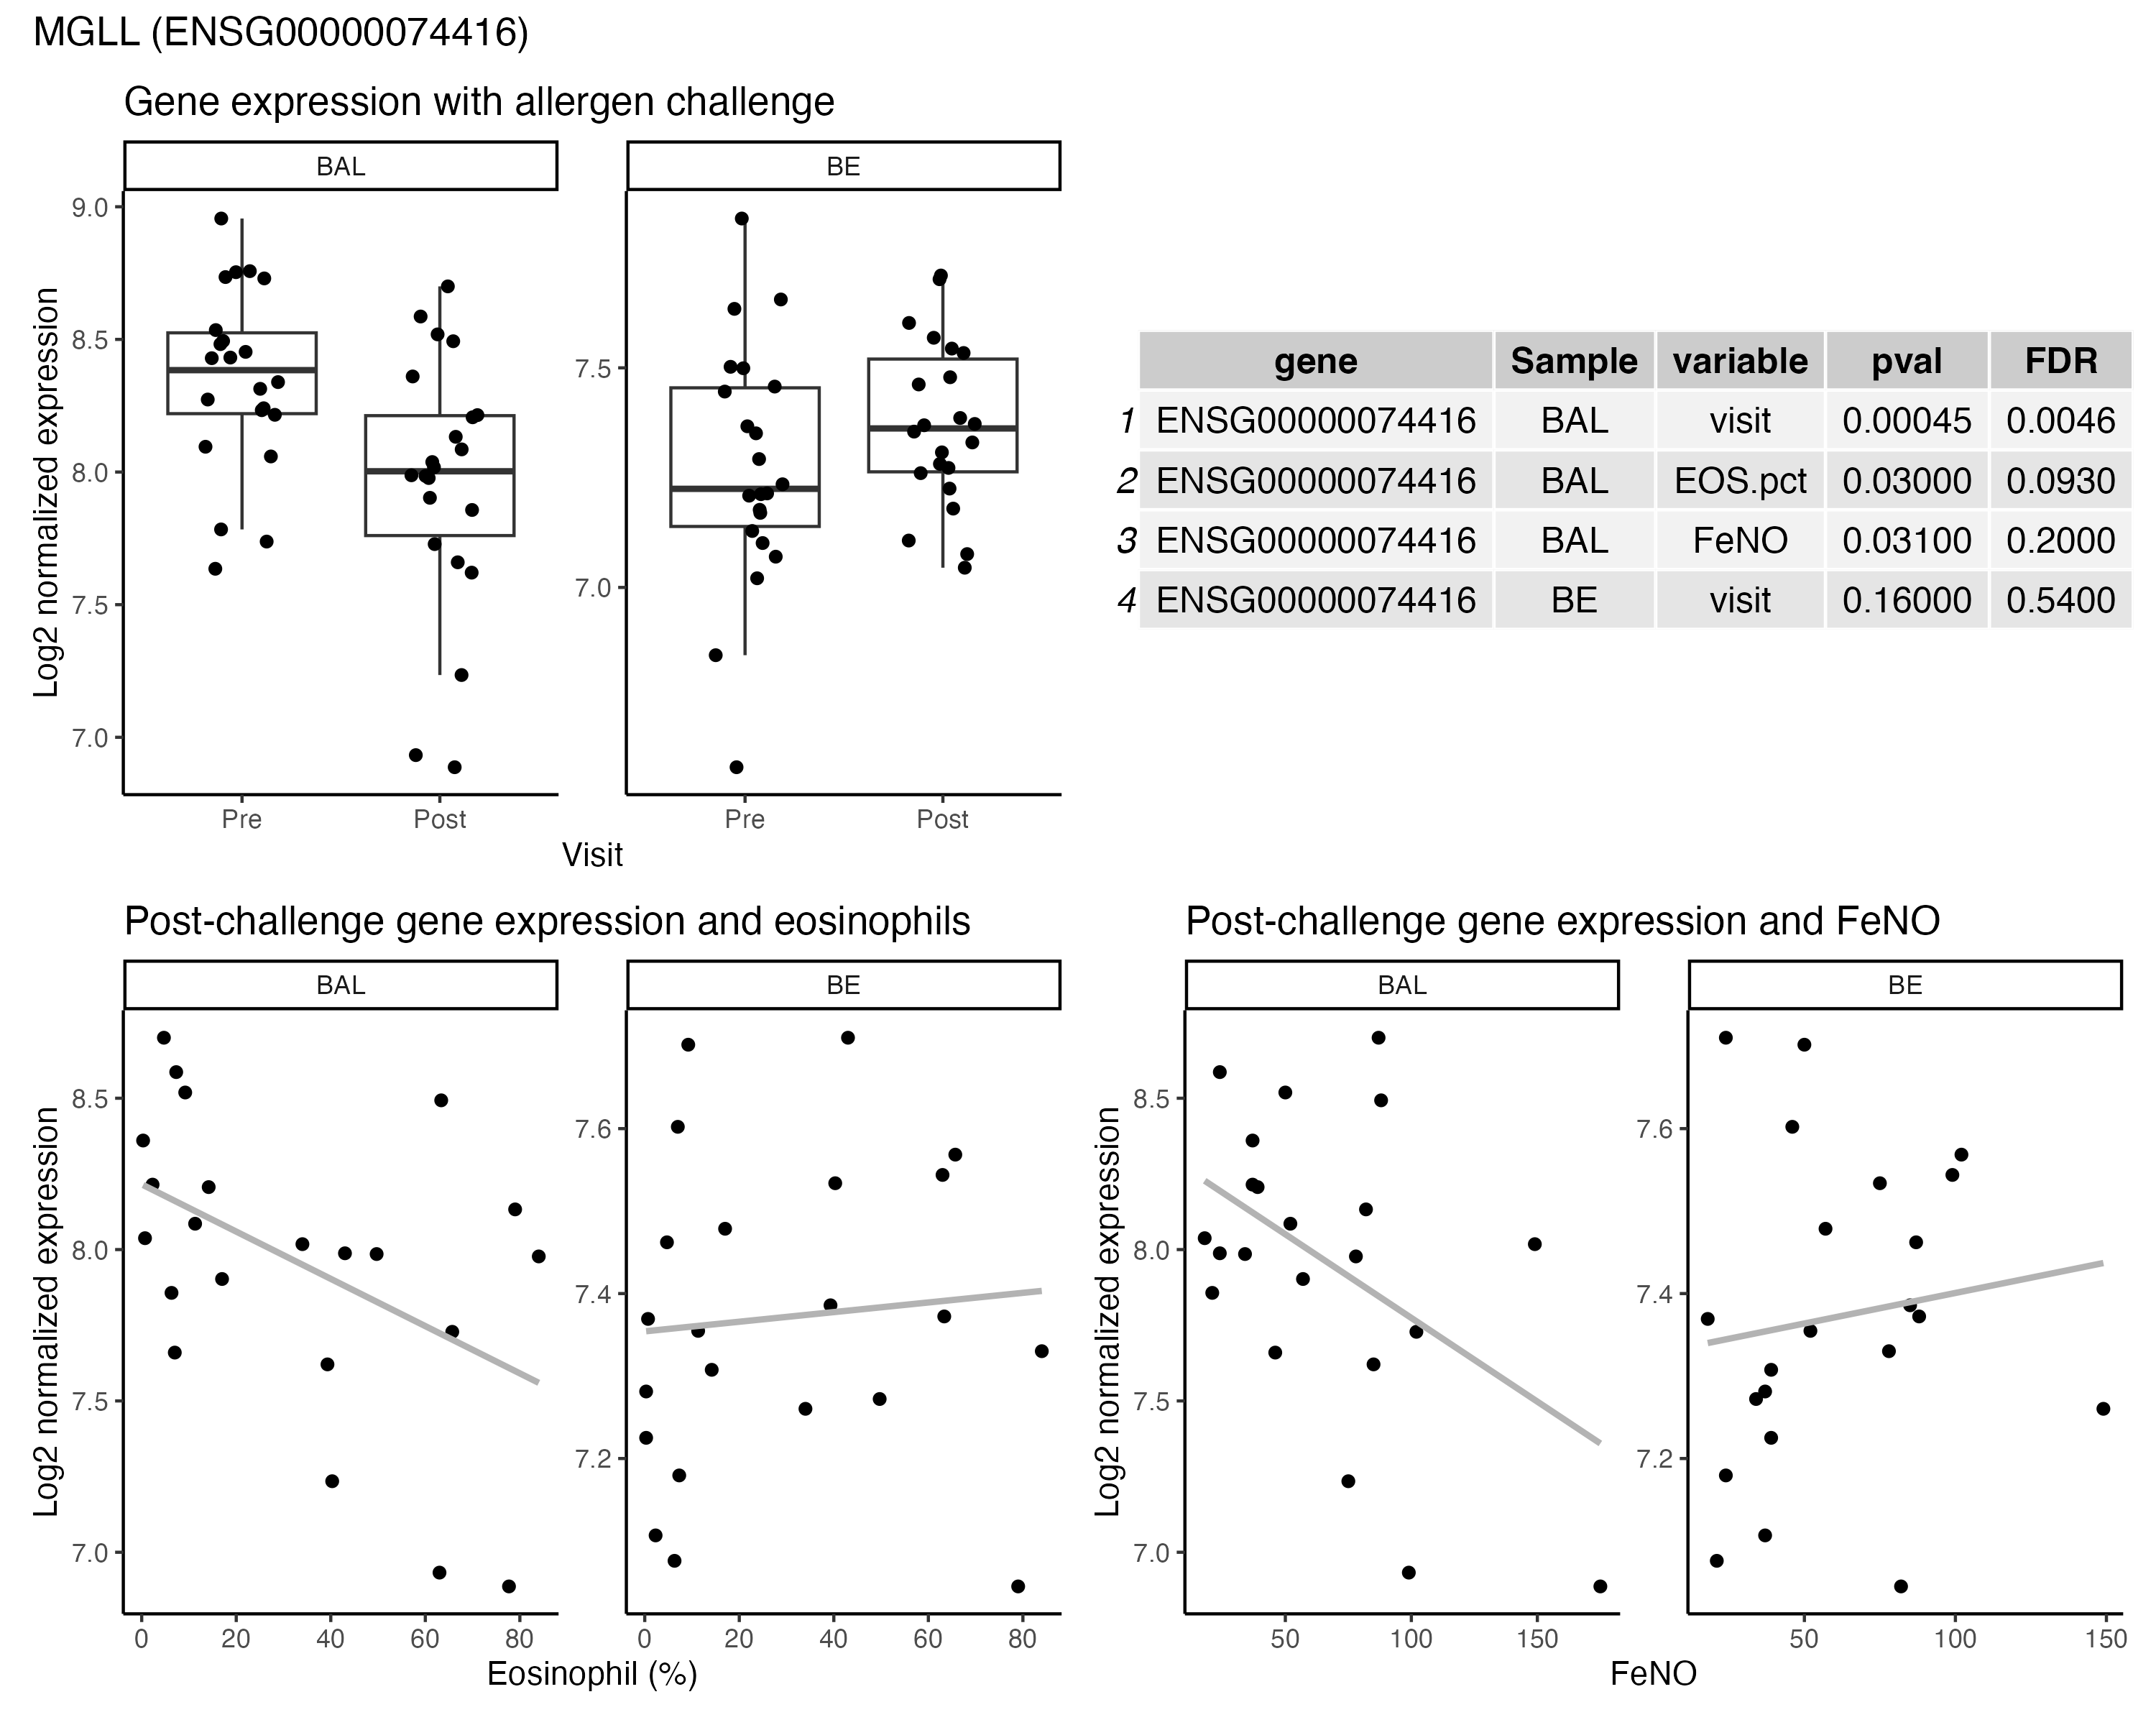 MGLL (ENSG00000074416)
Gene expression with allergen challenge
BAL BE
Log2 normalized expression
9.0
8.5
8.0
7.5
7.0
7.5
7.0
Pre Post Pre Post
Visit
gene Sample variable pval FDR
1 ENSG00000074416 BAL visit 0.00045 0.0046
2 ENSG00000074416 BAL EOS.pct 0.03000 0.0930
3 ENSG00000074416 BAL FeNO 0.03100 0.2000
4 ENSG00000074416 BE visit 0.16000 0.5400
Post-challenge gene expression and eosinophils
BAL BE
Log2 normalized expression
8.5
8.0
7.5
7.0
7.6
7.4
7.2
0 20 40 60 80 0 20 40 60 80
Eosinophil (%)
Post-challenge gene expression and FeNO
BAL BE
Log2 normalized expression
8.5
8.0
7.5
7.0
7.6
7.4
7.2
50 100 150 50 100 150
FeNO